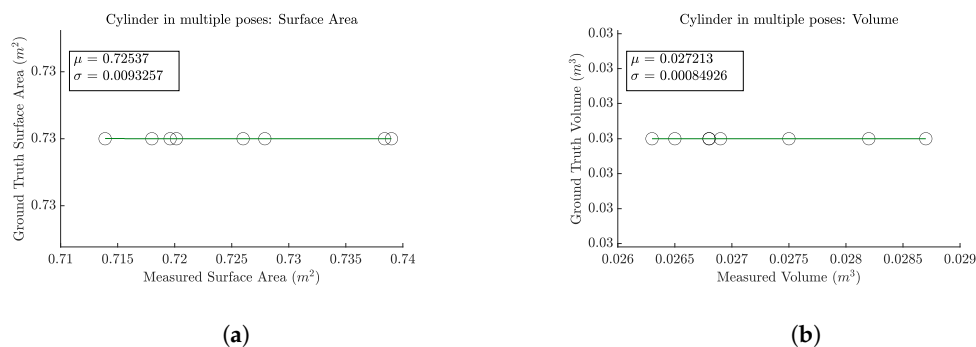 Cylinder in multiple poses: Surface Area
μ = 0.72537
σ = 0.0093257
Ground Truth Surface Area (m²)
0.73
0.73
0.73
0.71 0.715 0.72 0.725 0.73 0.735 0.74
Measured Surface Area (m²)
(a)
Cylinder in multiple poses: Volume
μ = 0.027213
σ = 0.00084926
Ground Truth Volume (m³)
0.03
0.03
0.03
0.03
0.03
0.03
0.03
0.026 0.0265 0.027 0.0275 0.028 0.0285 0.029
Measured Volume (m³)
(b)